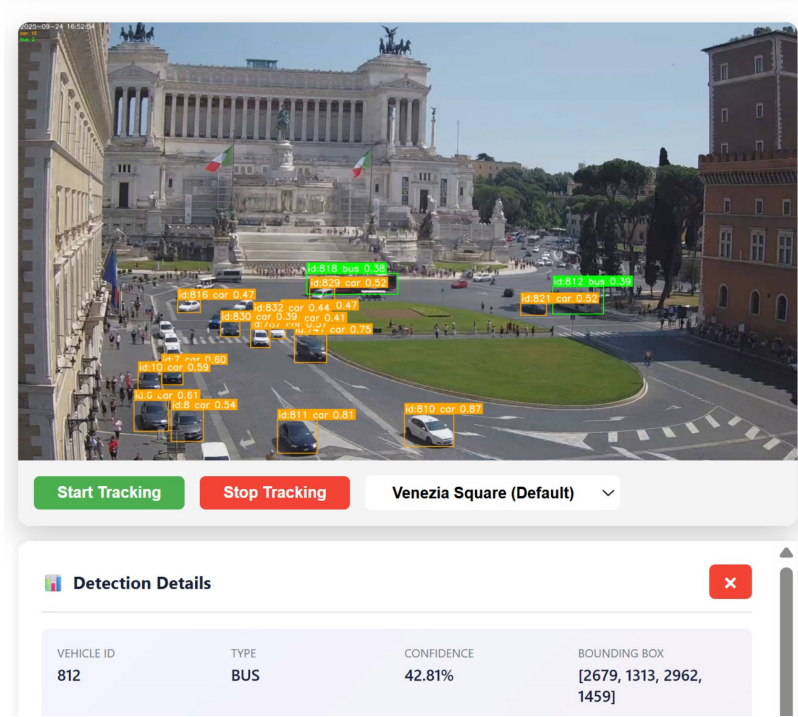 2025-09-24 16:52:54
id:818 bus 0.38
id:829 car 0.52
id:812 bus 0.39
id:816 car 0.47
id:821 car 0.52
id:832 car 0.44
0.47
id:830 car 0.39
car 0.41
car 0.75
id:7 car 0.60
id:10 car 0.59
car 0.61
id:8 car 0.54
id:811 car 0.81
id:810 car 0.87
Start Tracking
Stop Tracking
Venezia Square (Default)
Detection Details
VEHICLE ID
TYPE
CONFIDENCE
BOUNDING BOX
812
BUS
42.81%
[2679, 1313, 2962,
1459]